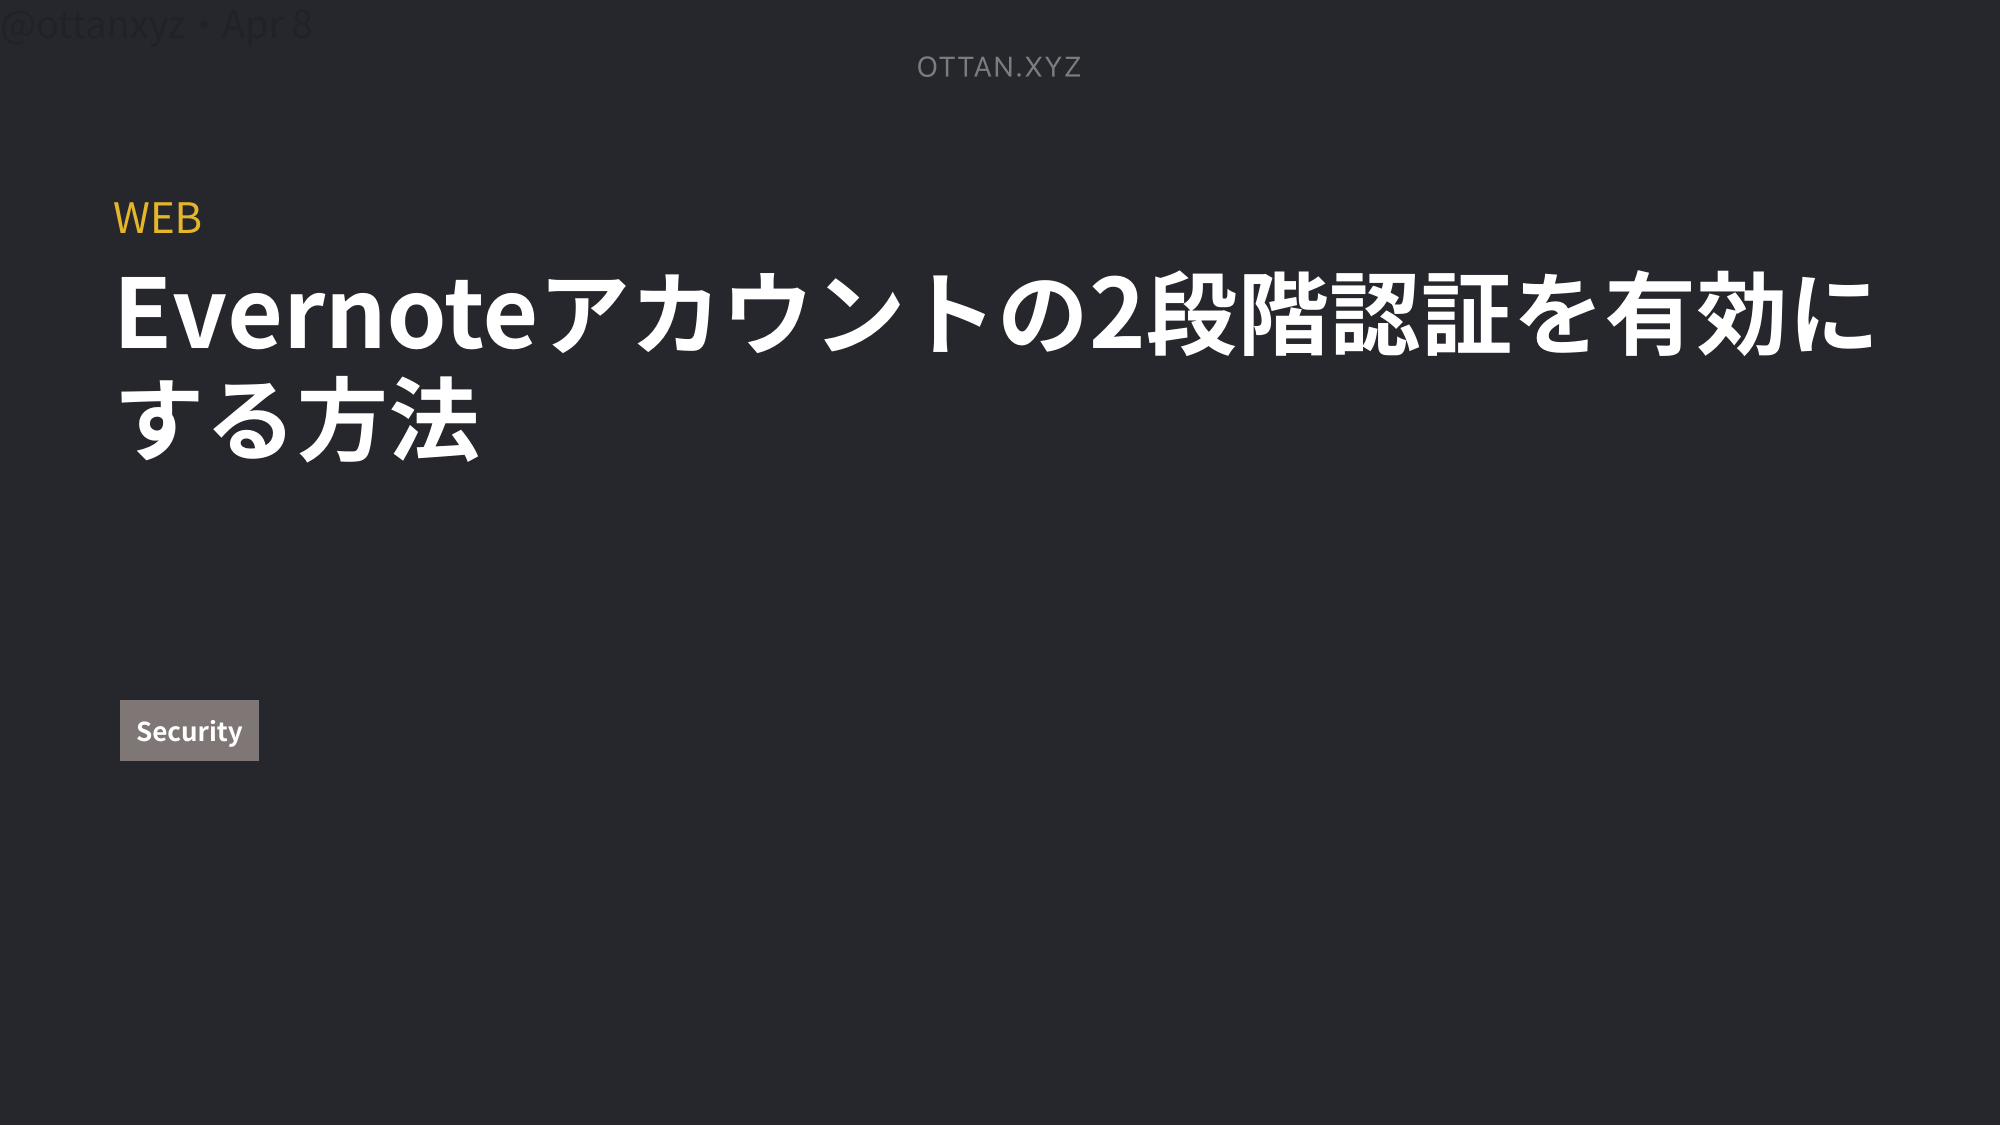 @ottanxyz・Apr 8
OTTAN.XYZ
WEB
Evernoteアカウントの2段階認証を有効に
する方法
Security